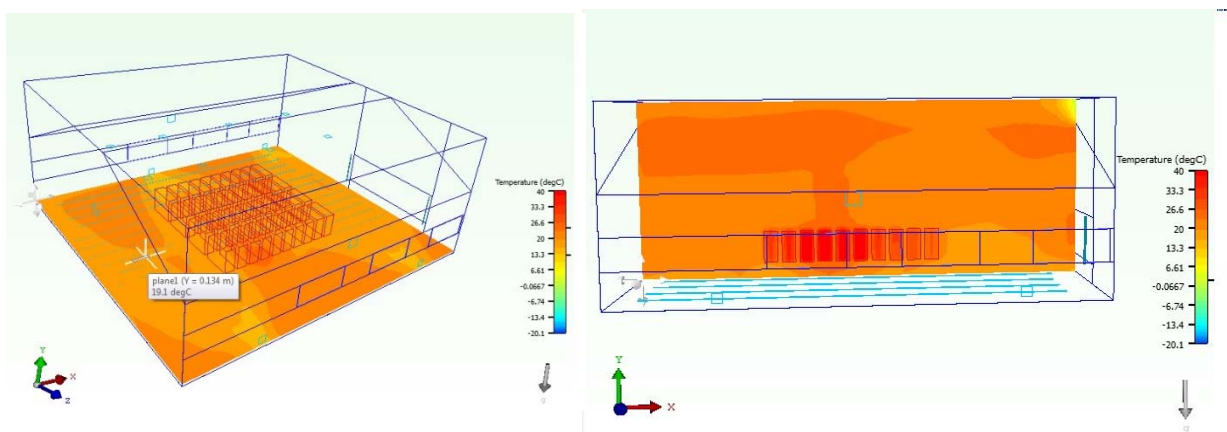 Temperature (degC)
40
33.3
26.6
20
13.3
6.61
-0.0667
-6.74
-13.4
-20.1
plane1 (Y = 0.134 m)
19.1 degC
Y
X
Z
g
Temperature (degC)
40
33.3
26.6
20
13.3
6.61
-0.0667
-6.74
-13.4
-20.1
Y
X
g